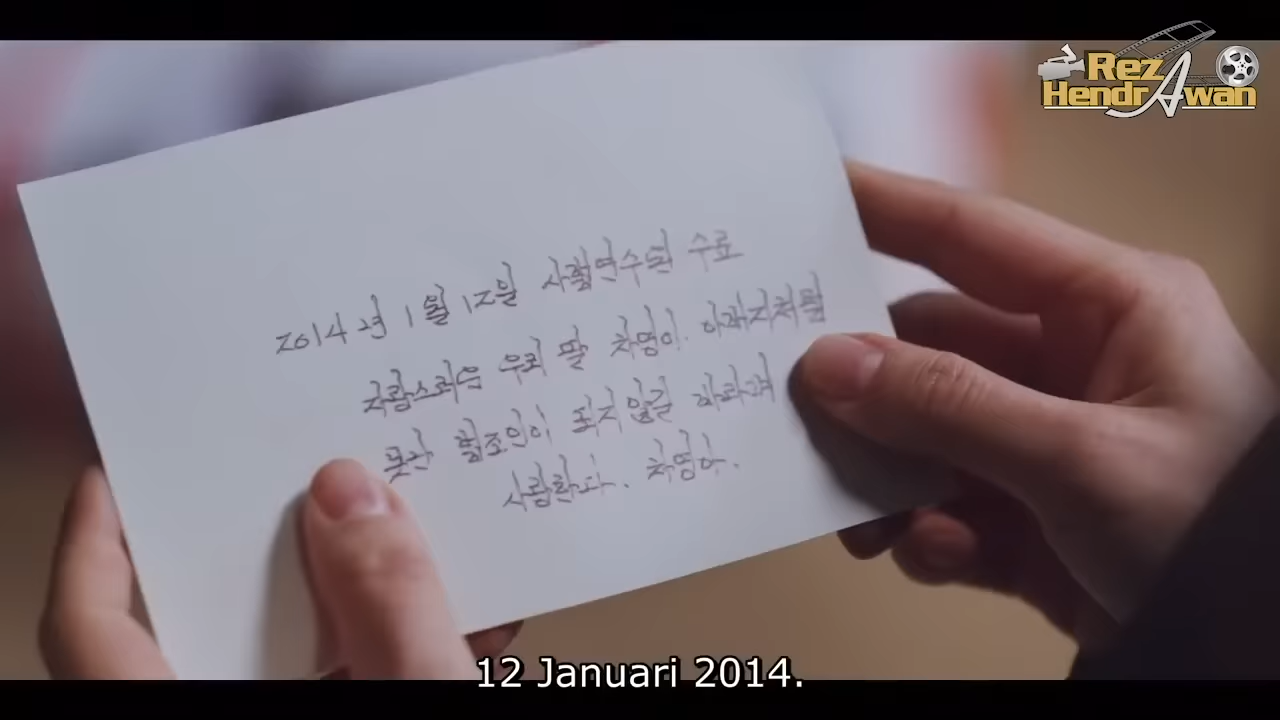 Rez A
HendrAwan
2014년 1월 12일 사법연수원 수료
자랑스러운 우리 딸 차영이. 아버지처럼
못난 법조인이 되지 않길 바라며
사랑한다. 차영아.
12 Januari 2014.